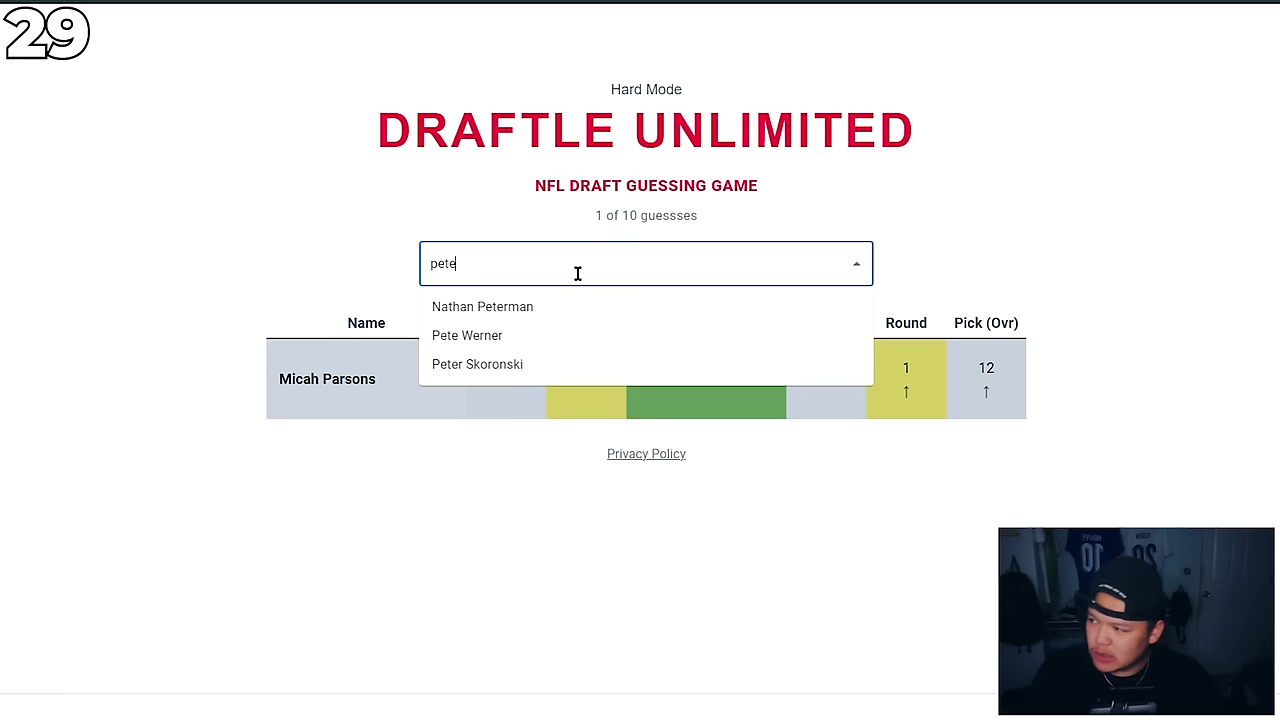 29
Hard Mode
DRAFTLE UNLIMITED
NFL DRAFT GUESSING GAME
1 of 10 guessses
pete
Nathan Peterman
Pete Werner
Peter Skoronski
Name Round Pick (Ovr)
Micah Parsons 1 12
↑ ↑
Privacy Policy